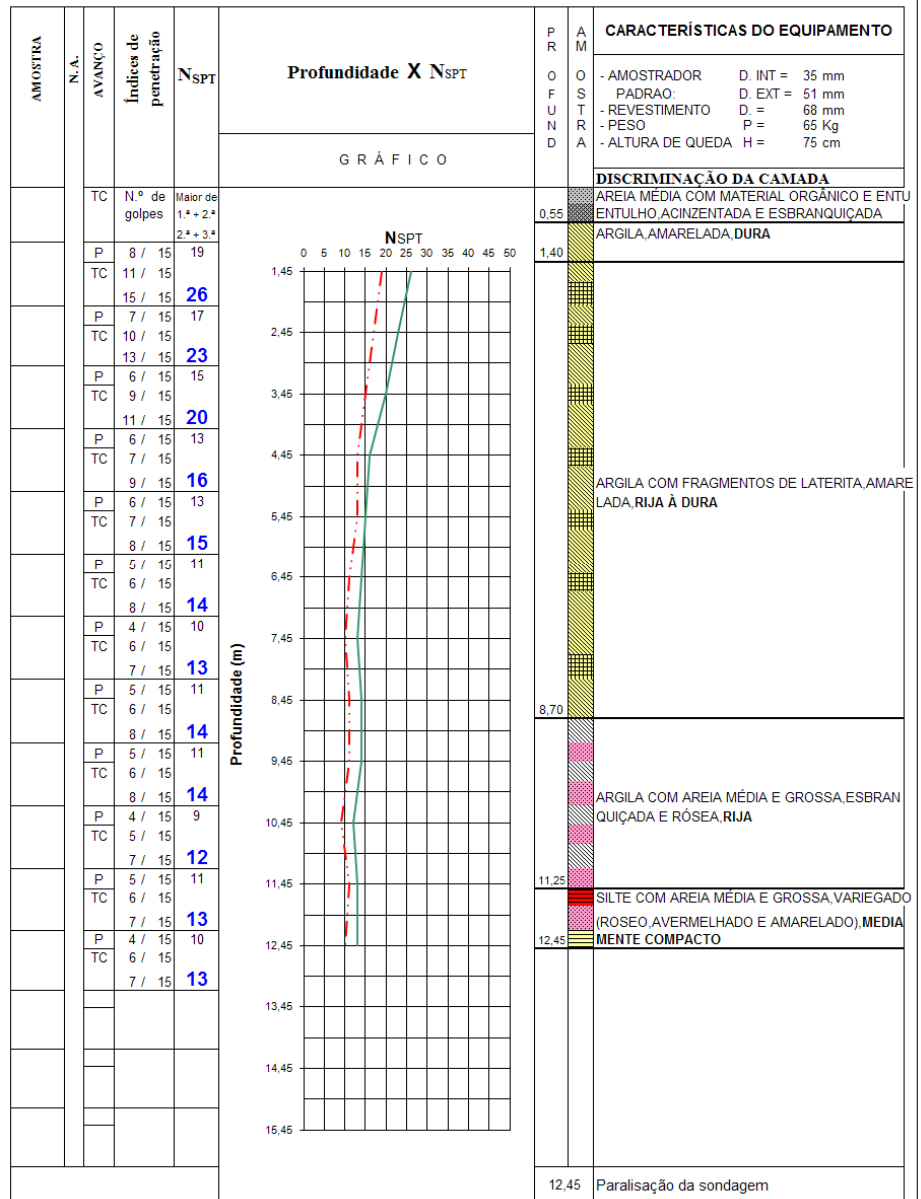 AMOSTRA
N.A.
AVANÇO
Índices de penetração
NSPT
Profundidade X NSPT
GRÁFICO
PROFUND
AMOSTRA
CARACTERÍSTICAS DO EQUIPAMENTO
- AMOSTRADOR D. INT = 35 mm
PADRAO: D. EXT = 51 mm
- REVESTIMENTO D. = 68 mm
- PESO P = 65 Kg
- ALTURA DE QUEDA H = 75 cm
DISCRIMINAÇÃO DA CAMADA
TC N.º de golpes Maior de 1.ª + 2.ª 2.ª + 3.ª
P 8 / 15 19
TC 11 / 15
15 / 15 26
P 7 / 15 17
TC 10 / 15
13 / 15 23
P 6 / 15 15
TC 9 / 15
11 / 15 20
P 6 / 15 13
TC 7 / 15
9 / 15 16
P 6 / 15 13
TC 7 / 15
8 / 15 15
P 5 / 15 11
TC 6 / 15
8 / 15 14
P 4 / 15 10
TC 6 / 15
7 / 15 13
P 5 / 15 11
TC 6 / 15
8 / 15 14
P 5 / 15 11
TC 6 / 15
8 / 15 14
P 4 / 15 9
TC 5 / 15
7 / 15 12
P 5 / 15 11
TC 6 / 15
7 / 15 13
P 4 / 15 10
TC 6 / 15
7 / 15 13
NSPT
0 5 10 15 20 25 30 35 40 45 50
Profundidade (m)
1,45
2,45
3,45
4,45
5,45
6,45
7,45
8,45
9,45
10,45
11,45
12,45
13,45
14,45
15,45
AREIA MÉDIA COM MATERIAL ORGÂNICO E ENTU
0,55 ENTULHO,ACINZENTADA E ESBRANQUIÇADA
ARGILA,AMARELADA,DURA
1,40
ARGILA COM FRAGMENTOS DE LATERITA,AMARE
LADA,RIJA À DURA
8,70
ARGILA COM AREIA MÉDIA E GROSSA,ESBRAN
QUIÇADA E RÓSEA,RIJA
11,25
SILTE COM AREIA MÉDIA E GROSSA,VARIEGADO
(ROSEO,AVERMELHADO E AMARELADO),MEDIA
12,45 MENTE COMPACTO
12,45 Paralisação da sondagem